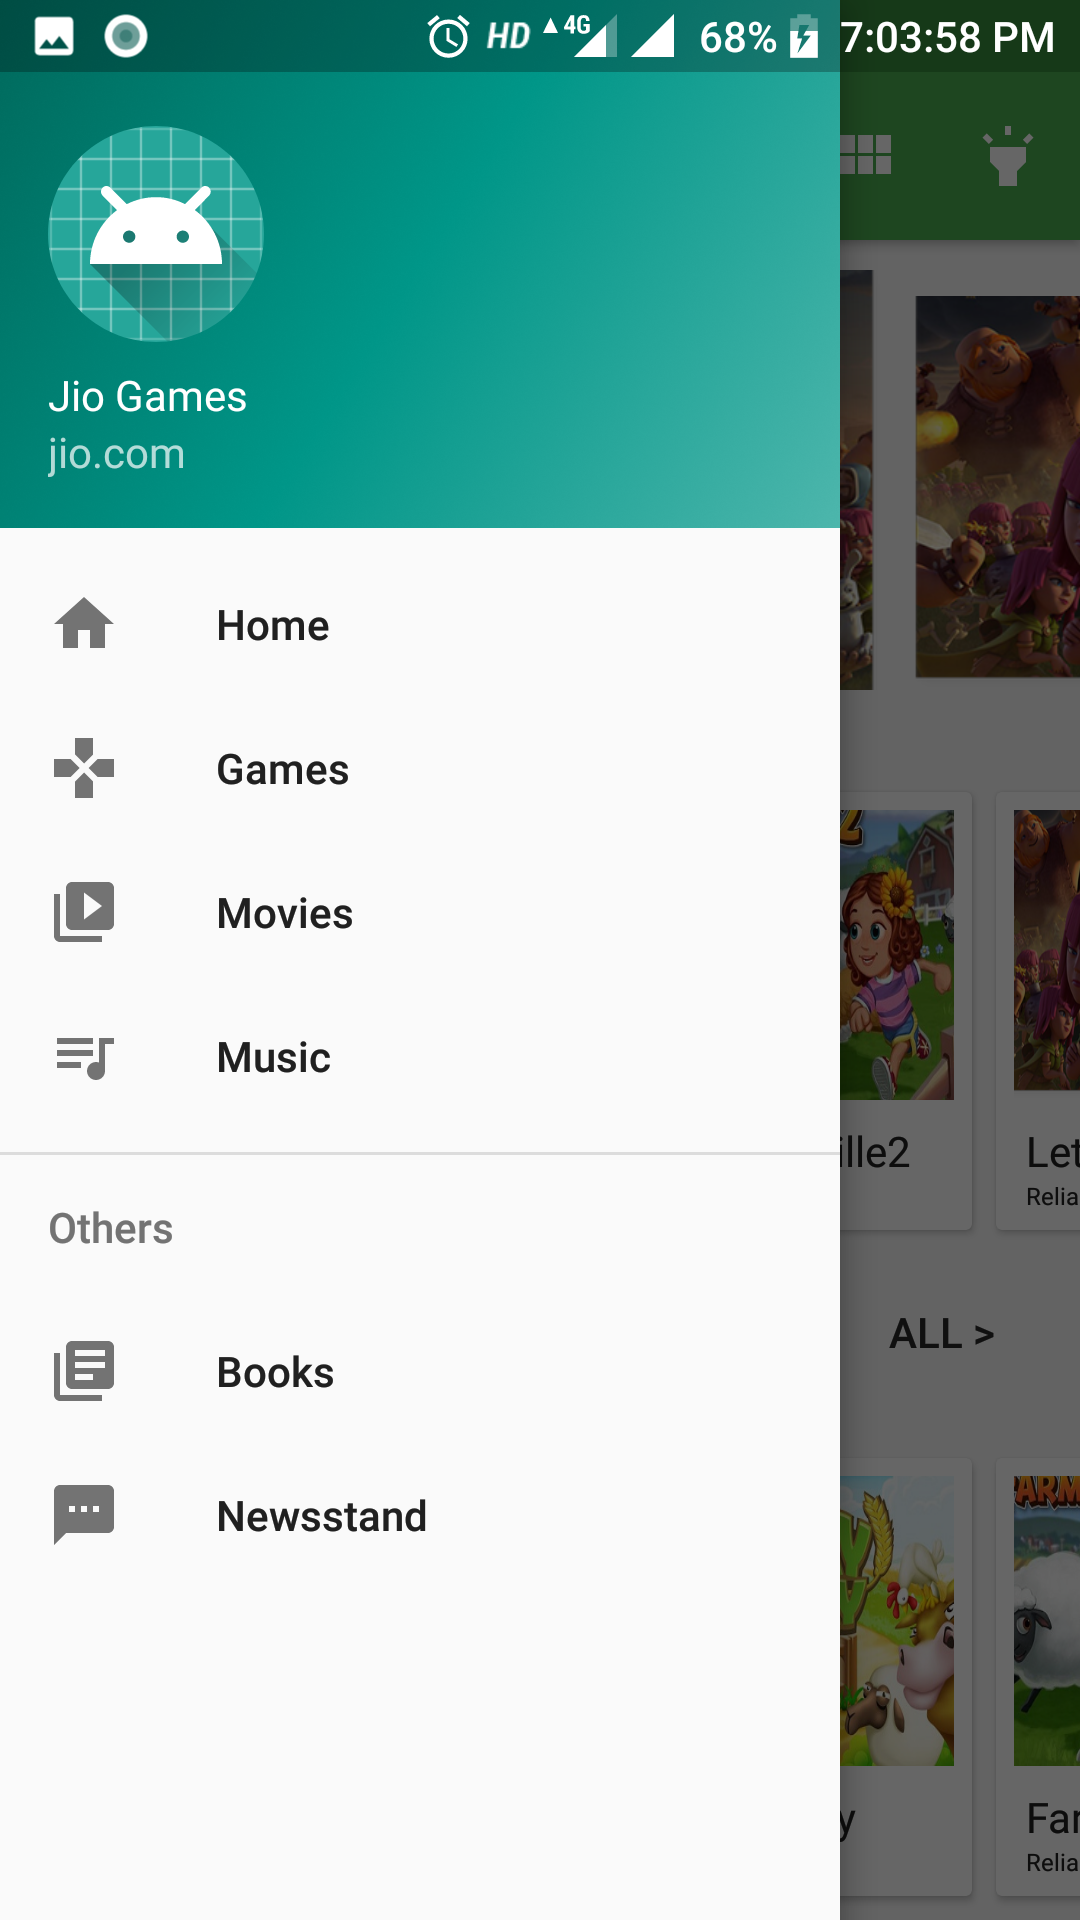 HD 4G 68% 7:03:58 PM
Jio Games
jio.com
Home
Games
Movies
Music
ille2
Let
Relia
Others
ALL >
Books
Newsstand
ARM
y
Far
Relia